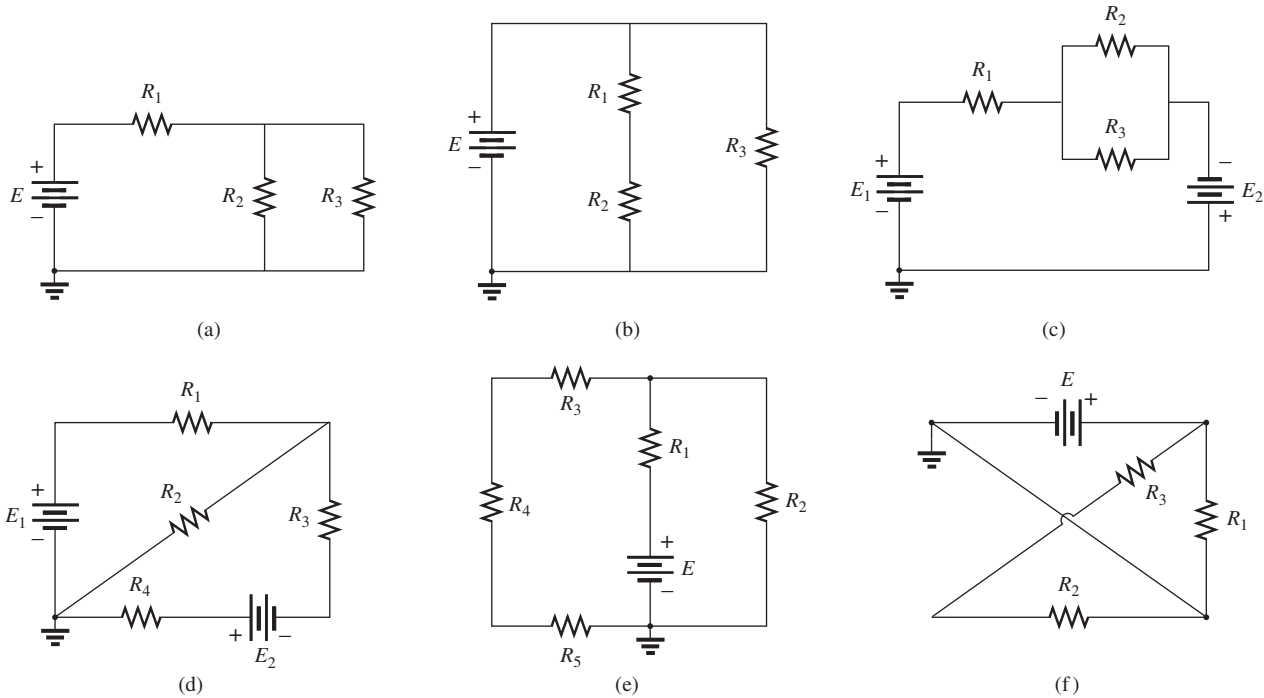 R1
+
E
−
R2
R3
(a)
+
E
−
R1
R2
R3
(b)
R2
R1
R3
+
E1
−
−
E2
+
(c)
R1
+
E1
−
R2
R3
R4
+
−
E2
(d)
R3
R1
R4
R2
+
E
−
R5
(e)
E
−
+
R3
R1
R2
(f)